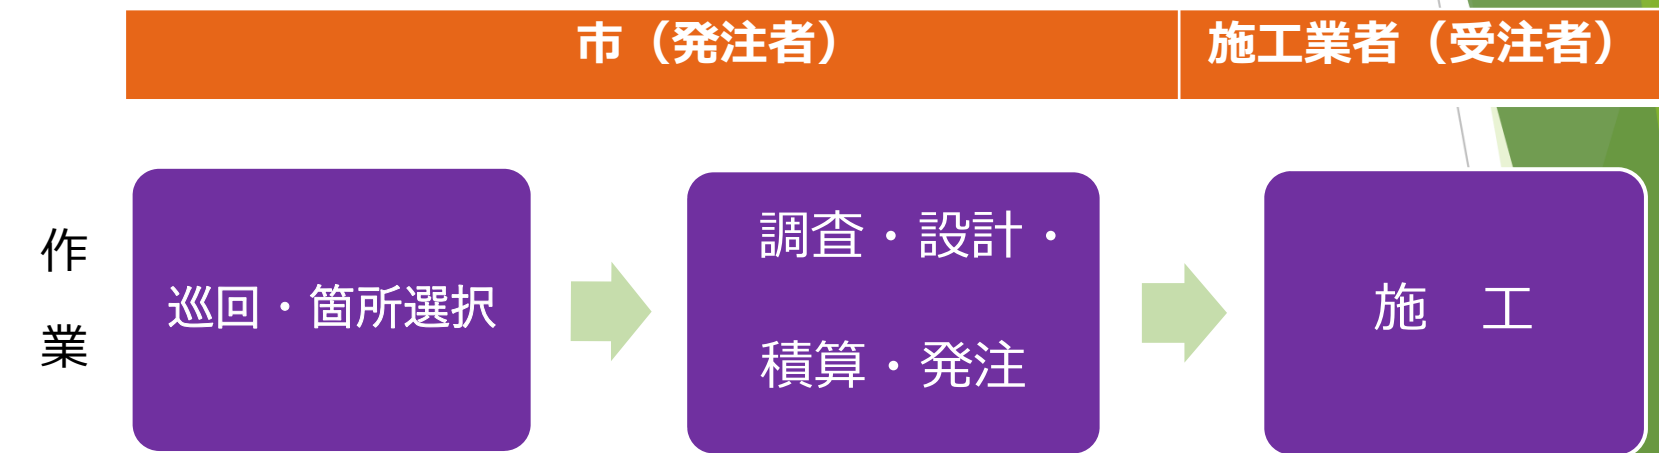 市（発注者）
施工業者（受注者）
作
業
巡回・箇所選択
調査・設計・
積算・発注
施　工